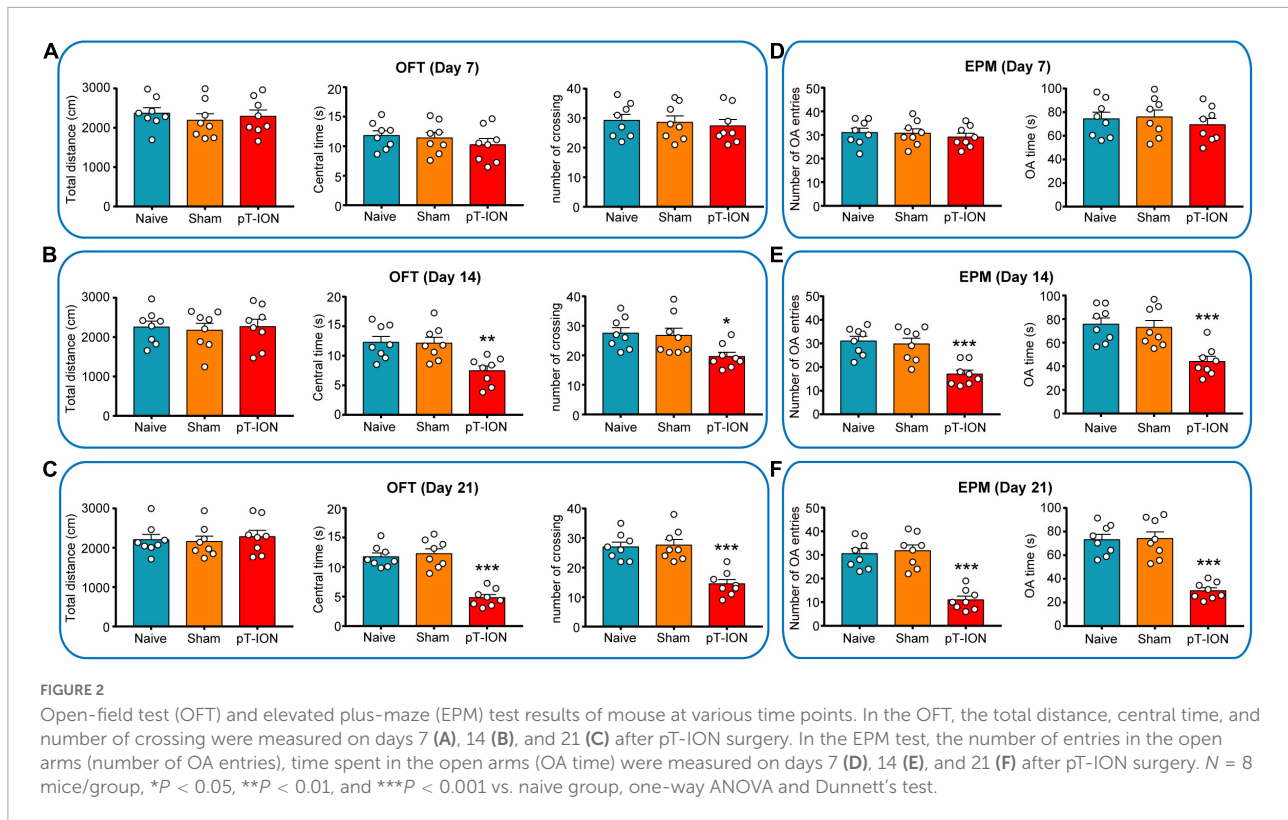 A
OFT (Day 7)
Total distance (cm)
3000
2000
1000
0
Naive Sham pT-ION
Central time (s)
20
15
10
5
0
Naive Sham pT-ION
number of crossing
40
30
20
10
0
Naive Sham pT-ION
D
EPM (Day 7)
Number of OA entries
50
40
30
20
10
0
Naive Sham pT-ION
OA time (s)
100
80
60
40
20
0
Naive Sham pT-ION
B
OFT (Day 14)
Total distance (cm)
3000
2000
1000
0
Naive Sham pT-ION
Central time (s)
20
15
10
5
0
**
Naive Sham pT-ION
number of crossing
40
30
20
10
0
*
Naive Sham pT-ION
E
EPM (Day 14)
Number of OA entries
50
40
30
20
10
0
***
Naive Sham pT-ION
OA time (s)
100
80
60
40
20
0
***
Naive Sham pT-ION
C
OFT (Day 21)
Total distance (cm)
3000
2000
1000
0
Naive Sham pT-ION
Central time (s)
20
15
10
5
0
***
Naive Sham pT-ION
number of crossing
40
30
20
10
0
***
Naive Sham pT-ION
F
EPM (Day 21)
Number of OA entries
50
40
30
20
10
0
***
Naive Sham pT-ION
OA time (s)
100
80
60
40
20
0
***
Naive Sham pT-ION
FIGURE 2
Open-field test (OFT) and elevated plus-maze (EPM) test results of mouse at various time points. In the OFT, the total distance, central time, and
number of crossing were measured on days 7 (A), 14 (B), and 21 (C) after pT-ION surgery. In the EPM test, the number of entries in the open
arms (number of OA entries), time spent in the open arms (OA time) were measured on days 7 (D), 14 (E), and 21 (F) after pT-ION surgery. N = 8
mice/group, *P < 0.05, **P < 0.01, and ***P < 0.001 vs. naive group, one-way ANOVA and Dunnett's test.